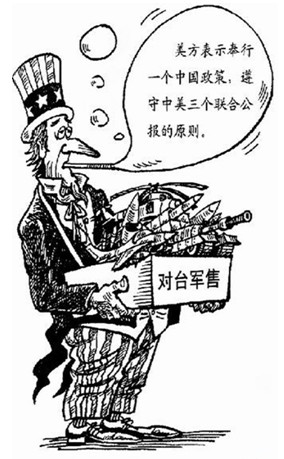 美方表示奉行
一个中国政策，遵
守中美三个联合公
报的原则。
对台军售